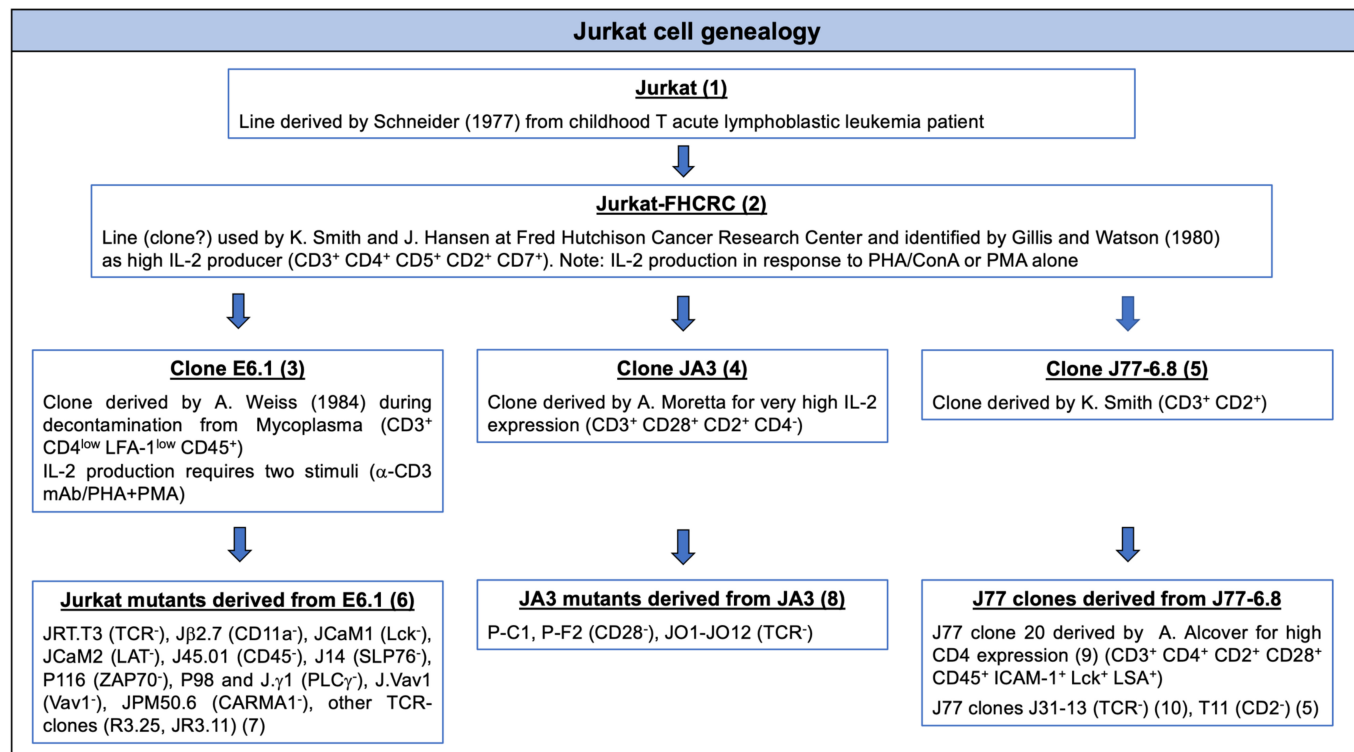 Jurkat cell genealogy
Jurkat (1)
Line derived by Schneider (1977) from childhood T acute lymphoblastic leukemia patient
Jurkat-FHCRC (2)
Line (clone?) used by K. Smith and J. Hansen at Fred Hutchison Cancer Research Center and identified by Gillis and Watson (1980)
as high IL-2 producer (CD3⁺ CD4⁺ CD5⁺ CD2⁺ CD7⁺). Note: IL-2 production in response to PHA/ConA or PMA alone
Clone E6.1 (3)
Clone derived by A. Weiss (1984) during
decontamination from Mycoplasma (CD3⁺
CD4ˡᵒʷ LFA-1ˡᵒʷ CD45⁺)
IL-2 production requires two stimuli (α-CD3
mAb/PHA+PMA)
Clone JA3 (4)
Clone derived by A. Moretta for very high IL-2
expression (CD3⁺ CD28⁺ CD2⁺ CD4⁻)
Clone J77-6.8 (5)
Clone derived by K. Smith (CD3⁺ CD2⁺)
Jurkat mutants derived from E6.1 (6)
JRT.T3 (TCR⁻), Jβ2.7 (CD11a⁻), JCaM1 (Lck⁻),
JCaM2 (LAT⁻), J45.01 (CD45⁻), J14 (SLP76⁻),
P116 (ZAP70⁻), P98 and J.γ1 (PLCγ⁻), J.Vav1
(Vav1⁻), JPM50.6 (CARMA1⁻), other TCR-
clones (R3.25, JR3.11) (7)
JA3 mutants derived from JA3 (8)
P-C1, P-F2 (CD28⁻), JO1-JO12 (TCR⁻)
J77 clones derived from J77-6.8
J77 clone 20 derived by A. Alcover for high
CD4 expression (9) (CD3⁺ CD4⁺ CD2⁺ CD28⁺
CD45⁺ ICAM-1⁺ Lck⁺ LSA⁺)
J77 clones J31-13 (TCR⁻) (10), T11 (CD2⁻) (5)